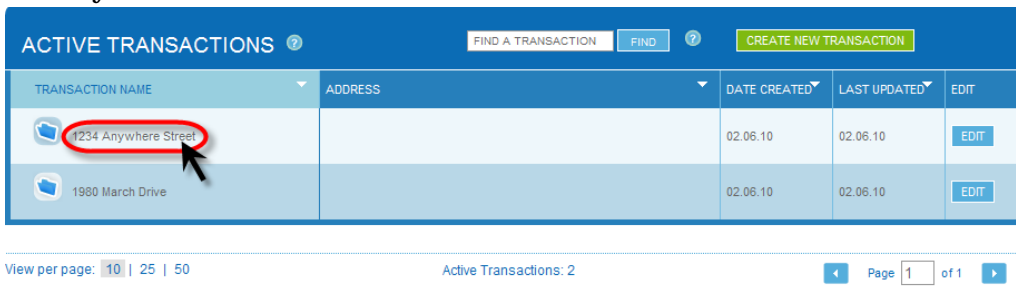 ACTIVE TRANSACTIONS ? FIND A TRANSACTION FIND ? CREATE NEW TRANSACTION
TRANSACTION NAME ADDRESS DATE CREATED LAST UPDATED EDIT
1234 Anywhere Street 02.06.10 02.06.10 EDIT
1980 March Drive 02.06.10 02.06.10 EDIT
View per page: 10 | 25 | 50 Active Transactions: 2 Page 1 of 1